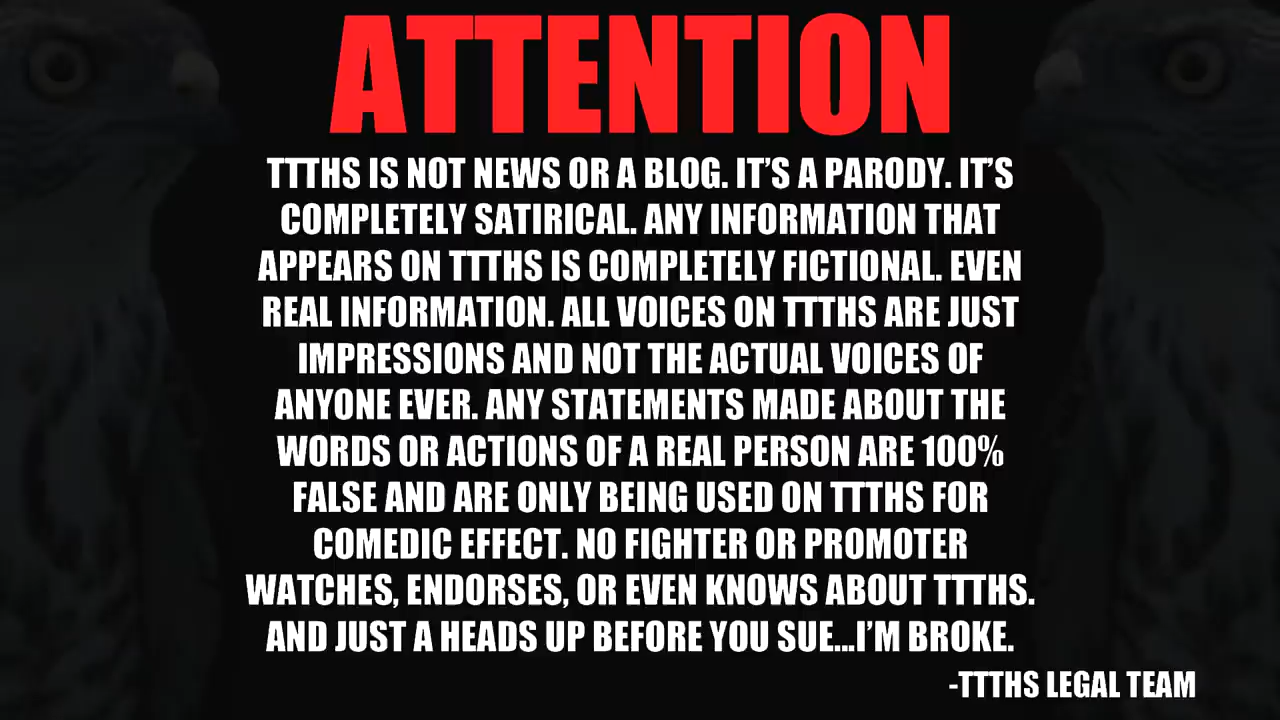 ATTENTION
TTTHS IS NOT NEWS OR A BLOG. IT'S A PARODY. IT'S
COMPLETELY SATIRICAL. ANY INFORMATION THAT
APPEARS ON TTTHS IS COMPLETELY FICTIONAL. EVEN
REAL INFORMATION. ALL VOICES ON TTTHS ARE JUST
IMPRESSIONS AND NOT THE ACTUAL VOICES OF
ANYONE EVER. ANY STATEMENTS MADE ABOUT THE
WORDS OR ACTIONS OF A REAL PERSON ARE 100%
FALSE AND ARE ONLY BEING USED ON TTTHS FOR
COMEDIC EFFECT. NO FIGHTER OR PROMOTER
WATCHES, ENDORSES, OR EVEN KNOWS ABOUT TTTHS.
AND JUST A HEADS UP BEFORE YOU SUE...I'M BROKE.
-TTTHS LEGAL TEAM